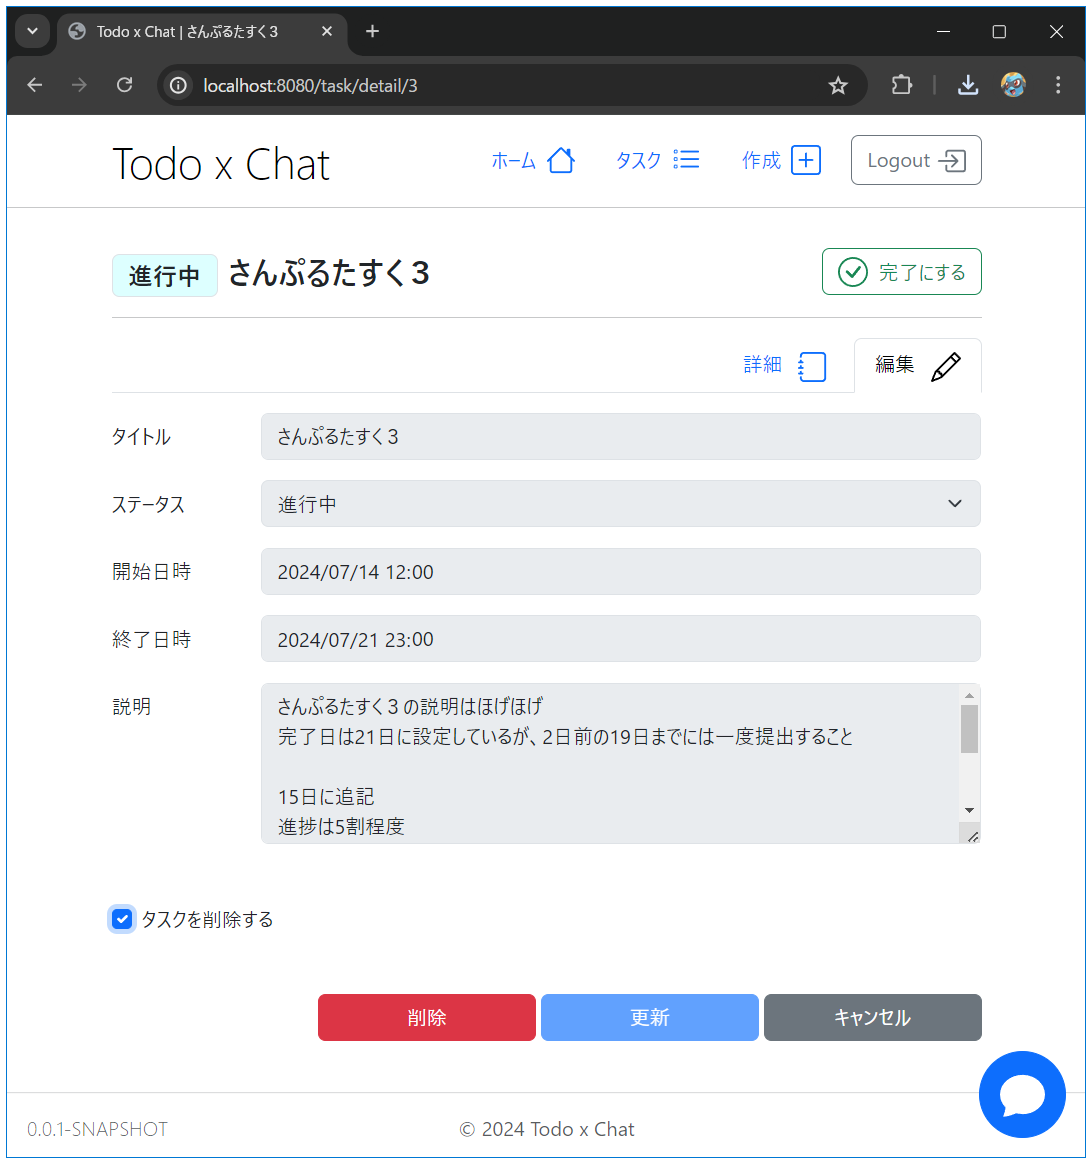 Todo x Chat | さんぷるたすく3
localhost:8080/task/detail/3
Todo x Chat
ホーム
タスク
作成
Logout
進行中 さんぷるたすく3
完了にする
詳細
編集
タイトル
さんぷるたすく3
ステータス
進行中
開始日時
2024/07/14 12:00
終了日時
2024/07/21 23:00
説明
さんぷるたすく3の説明はほげほげ
完了日は21日に設定しているが、2日前の19日までには一度提出すること
15日に追記
進捗は5割程度
タスクを削除する
削除
更新
キャンセル
0.0.1-SNAPSHOT
© 2024 Todo x Chat